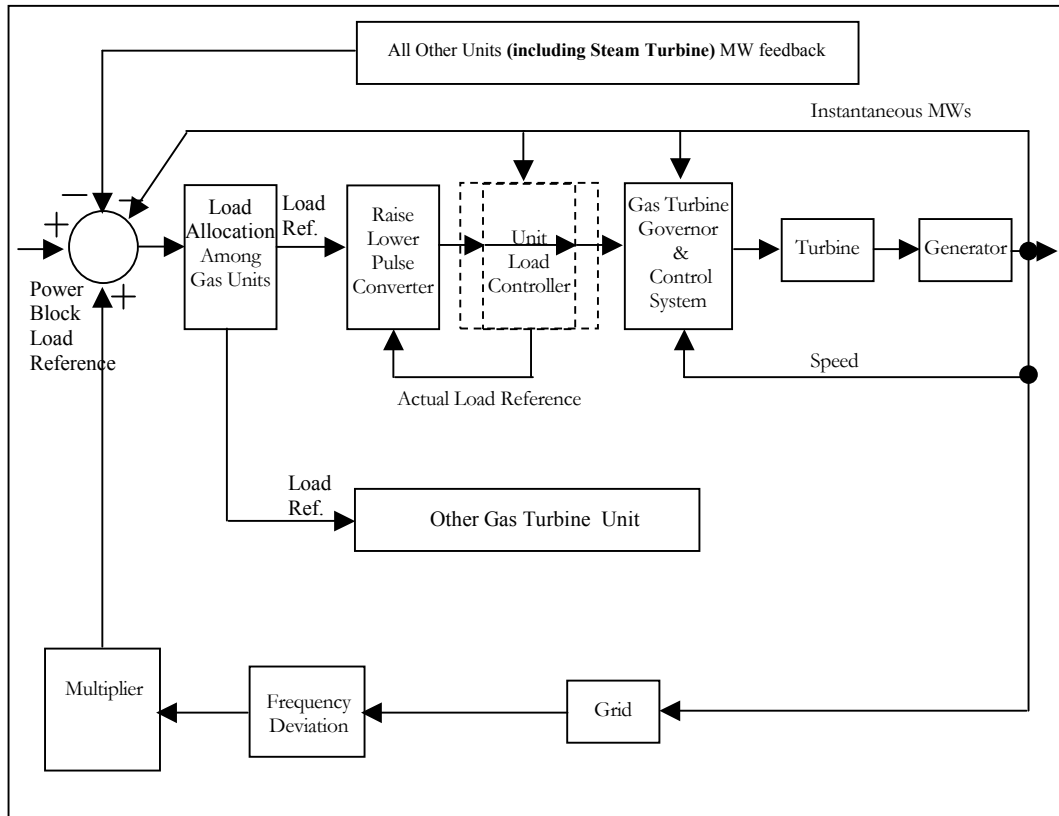 All Other Units (including Steam Turbine) MW feedback
Instantaneous MWs
−
−
+
+
Power
Block
Load
Reference
Load
Allocation
Among
Gas Units
Load
Ref.
Raise
Lower
Pulse
Converter
Unit
Load
Controller
Gas Turbine
Governor
&
Control
System
Turbine
Generator
Speed
Actual Load Reference
Load
Ref.
Other Gas Turbine Unit
Multiplier
Frequency
Deviation
Grid